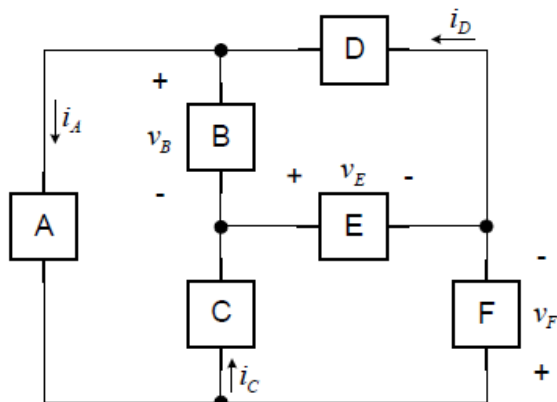 i_D
D
+
i_A
v_B
B
+
v_E
-
-
A
E
C
-
F
v_F
i_C
+